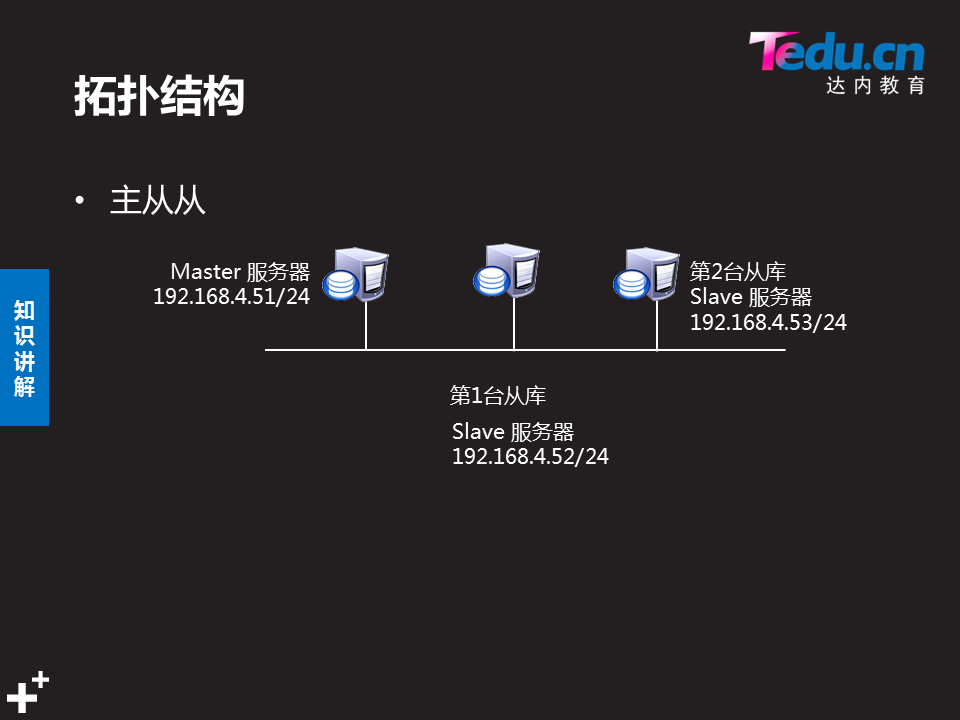 Tedu.cn
达内教育
拓扑结构
• 主从从
知识讲解
Master 服务器
192.168.4.51/24
第2台从库
Slave 服务器
192.168.4.53/24
第1台从库
Slave 服务器
192.168.4.52/24